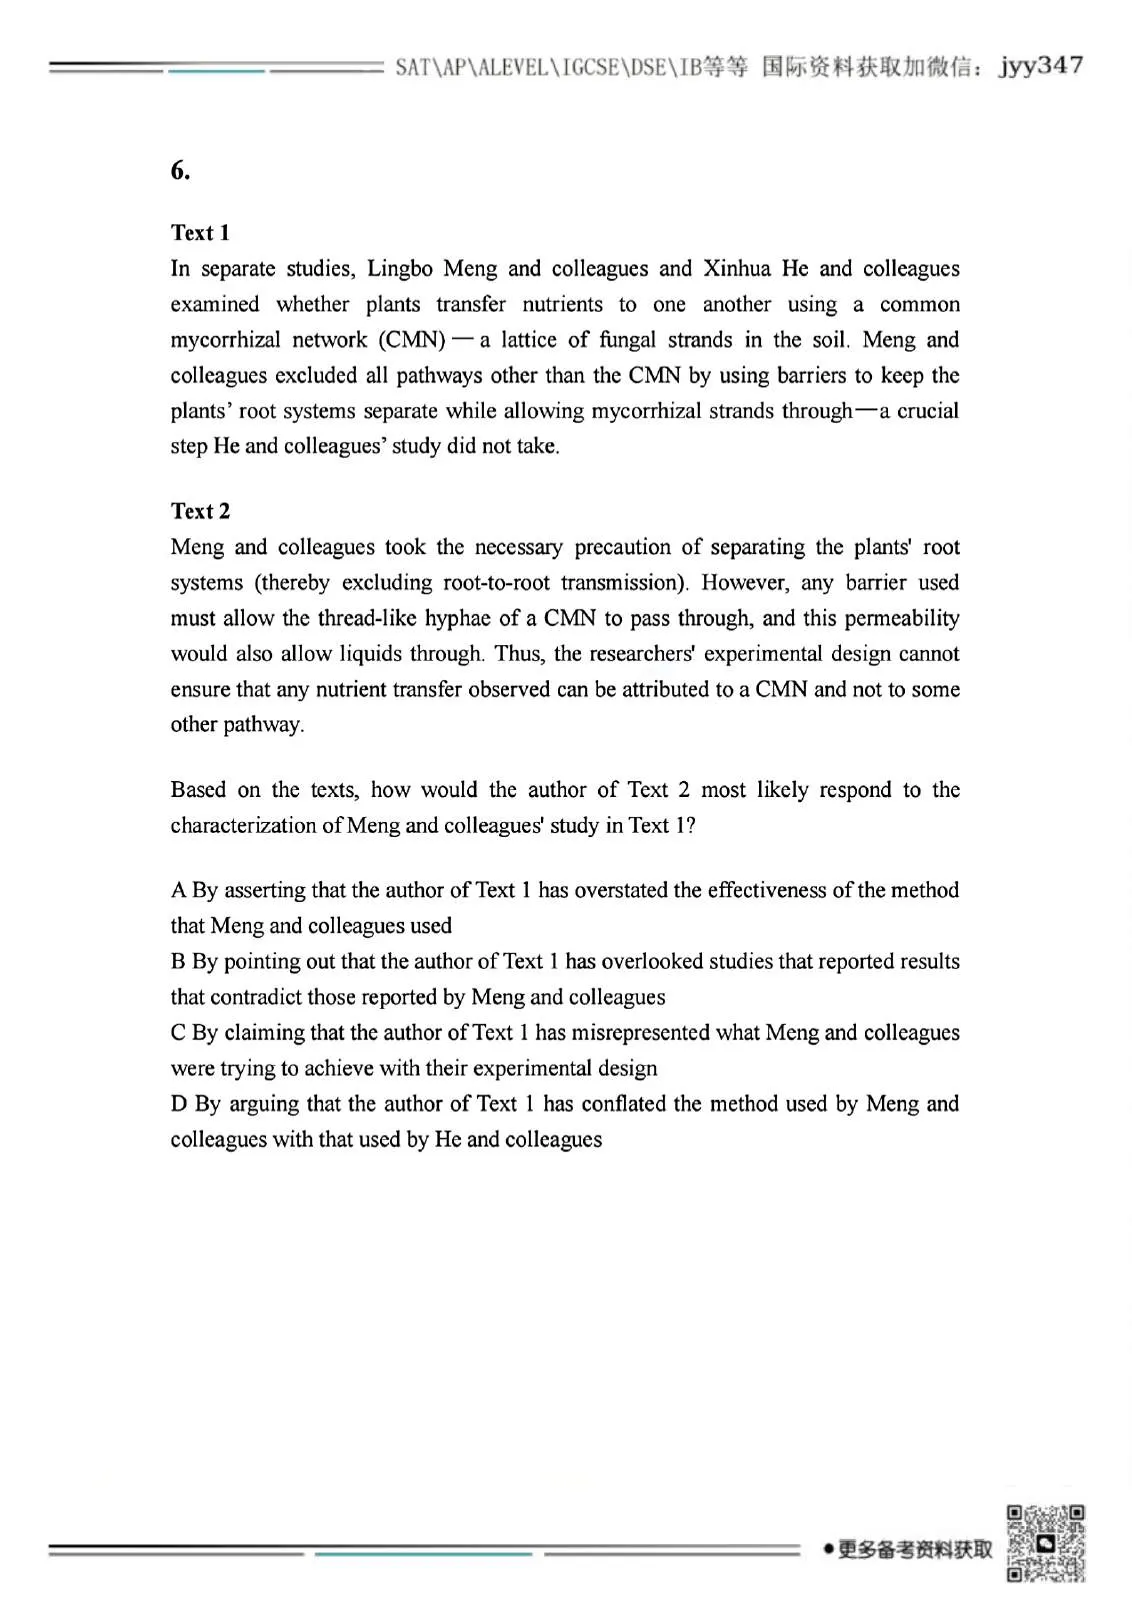 SAT\AP\ALEVEL\IGCSE\DSE\IB等等 国际资料获取加微信：jyy347
6.
Text 1
In separate studies, Lingbo Meng and colleagues and Xinhua He and colleagues
examined whether plants transfer nutrients to one another using a common
mycorrhizal network (CMN) — a lattice of fungal strands in the soil. Meng and
colleagues excluded all pathways other than the CMN by using barriers to keep the
plants’ root systems separate while allowing mycorrhizal strands through—a crucial
step He and colleagues’ study did not take.
Text 2
Meng and colleagues took the necessary precaution of separating the plants' root
systems (thereby excluding root-to-root transmission). However, any barrier used
must allow the thread-like hyphae of a CMN to pass through, and this permeability
would also allow liquids through. Thus, the researchers' experimental design cannot
ensure that any nutrient transfer observed can be attributed to a CMN and not to some
other pathway.
Based on the texts, how would the author of Text 2 most likely respond to the
characterization of Meng and colleagues' study in Text 1?
A By asserting that the author of Text 1 has overstated the effectiveness of the method
that Meng and colleagues used
B By pointing out that the author of Text 1 has overlooked studies that reported results
that contradict those reported by Meng and colleagues
C By claiming that the author of Text 1 has misrepresented what Meng and colleagues
were trying to achieve with their experimental design
D By arguing that the author of Text 1 has conflated the method used by Meng and
colleagues with that used by He and colleagues
●更多备考资料获取